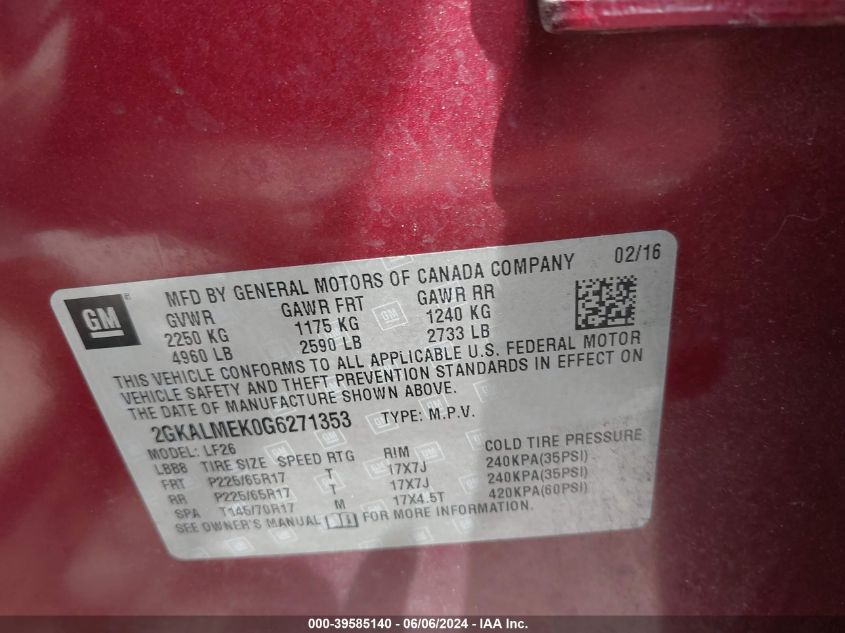 GM
MFD BY GENERAL MOTORS OF CANADA COMPANY 02/16
GVWR GAWR FRT GAWR RR
2250 KG 1175 KG 1240 KG
4960 LB 2590 LB 2733 LB
THIS VEHICLE CONFORMS TO ALL APPLICABLE U.S. FEDERAL MOTOR
VEHICLE SAFETY AND THEFT PREVENTION STANDARDS IN EFFECT ON
THE DATE OF MANUFACTURE SHOWN ABOVE.
2GKALMEK0G6271353 TYPE: M.P.V.
MODEL: LF26
LBB8 TIRE SIZE SPEED RTG RIM COLD TIRE PRESSURE
FRT P225/65R17 T 17X7J 240KPA(35PSI)
RR P225/65R17 T 17X7J 240KPA(35PSI)
SPA T145/70R17 M 17X4.5T 420KPA(60PSI)
SEE OWNER'S MANUAL FOR MORE INFORMATION.
000-39585140 - 06/06/2024 - IAA Inc.